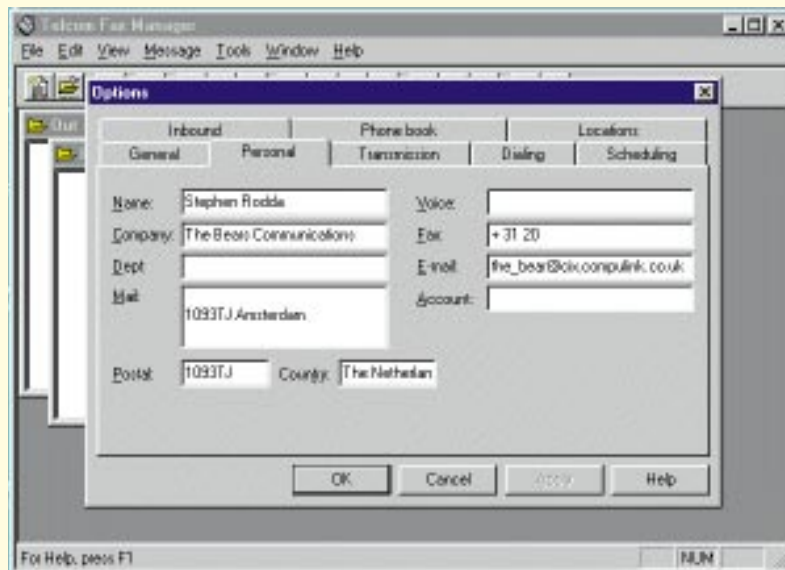 Telcom Fax Manager
File Edit View Message Tools Window Help
Options
Out
Inbound Phone book Locations
General Personal Transmission Dialing Scheduling
Name: Stephen Rodda
Voice:
Company: The Bears Communications
Fax: + 31 20
Dept:
E-mail: the_bear@cix.compulink.co.uk
Mail: 1093TJ Amsterdam
Account:
Postal: 1093TJ Country: The Netherlan
OK Cancel Apply Help
For Help, press F1 NUM